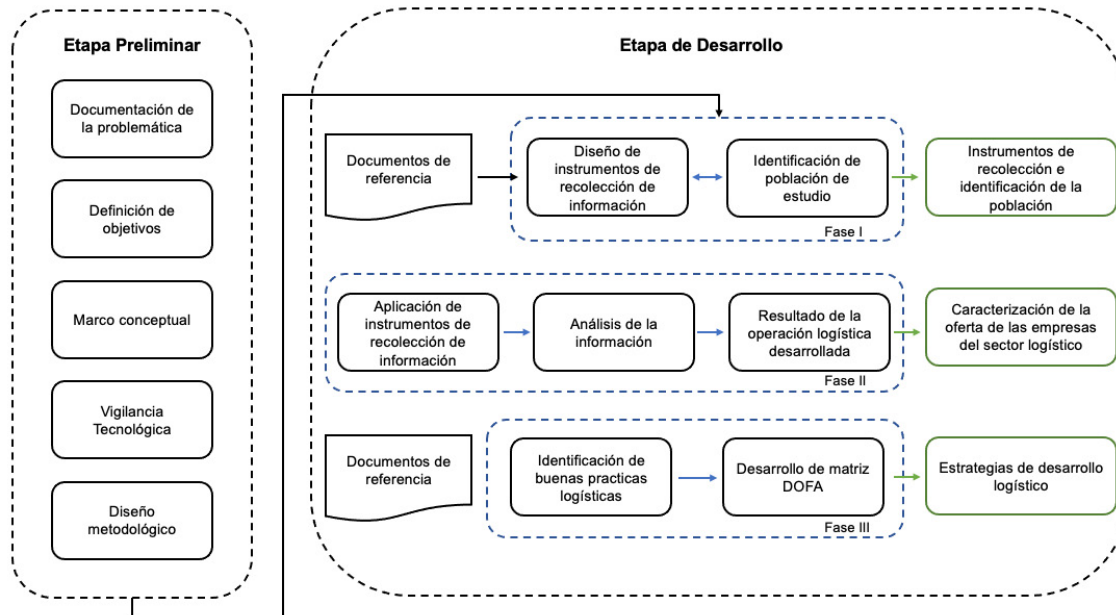 Etapa Preliminar
Documentación de
la problemática
Definición de
objetivos
Marco conceptual
Vigilancia
Tecnológica
Diseño
metodológico
Etapa de Desarrollo
Documentos de
referencia
Diseño de
instrumentos de
recolección de
información
Identificación de
población de
estudio
Fase I
Instrumentos de
recolección e
identificación de la
población
Aplicación de
instrumentos de
recolección de
información
Análisis de la
información
Resultado de la
operación logística
desarrollada
Fase II
Caracterización de la
oferta de las empresas
del sector logístico
Documentos de
referencia
Identificación de
buenas practicas
logísticas
Desarrollo de matriz
DOFA
Fase III
Estrategias de desarrollo
logístico